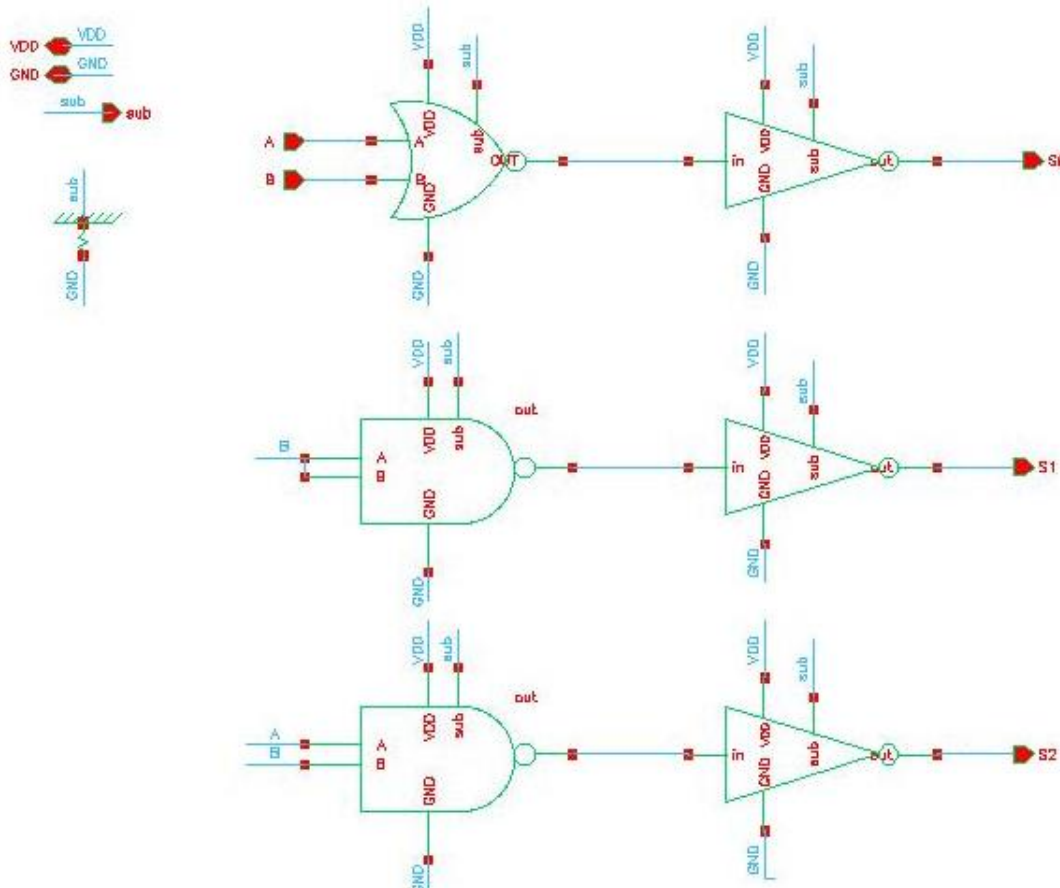 VDD VDD
GND GND
sub sub
sub
GND
VDD sub
A A VDD sub OUT
B B GND
GND
VDD sub
in VDD GND sub out
GND
VDD sub
out
B A VDD sub
B GND
GND
VDD sub
in VDD GND sub out S1
GND
VDD sub
out
A A VDD sub
B B GND
GND
VDD sub
in VDD GND sub out S2
GND